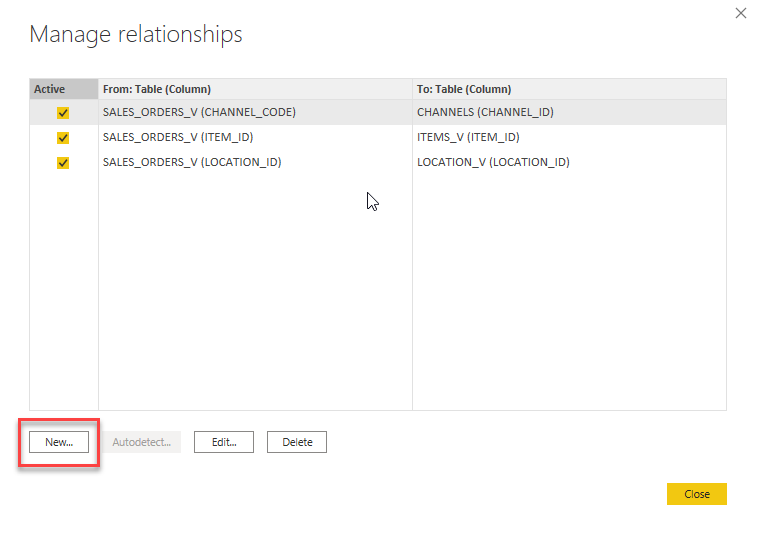 Manage relationships
Active From: Table (Column) To: Table (Column)
SALES_ORDERS_V (CHANNEL_CODE) CHANNELS (CHANNEL_ID)
SALES_ORDERS_V (ITEM_ID) ITEMS_V (ITEM_ID)
SALES_ORDERS_V (LOCATION_ID) LOCATION_V (LOCATION_ID)
New... Autodetect... Edit... Delete
Close